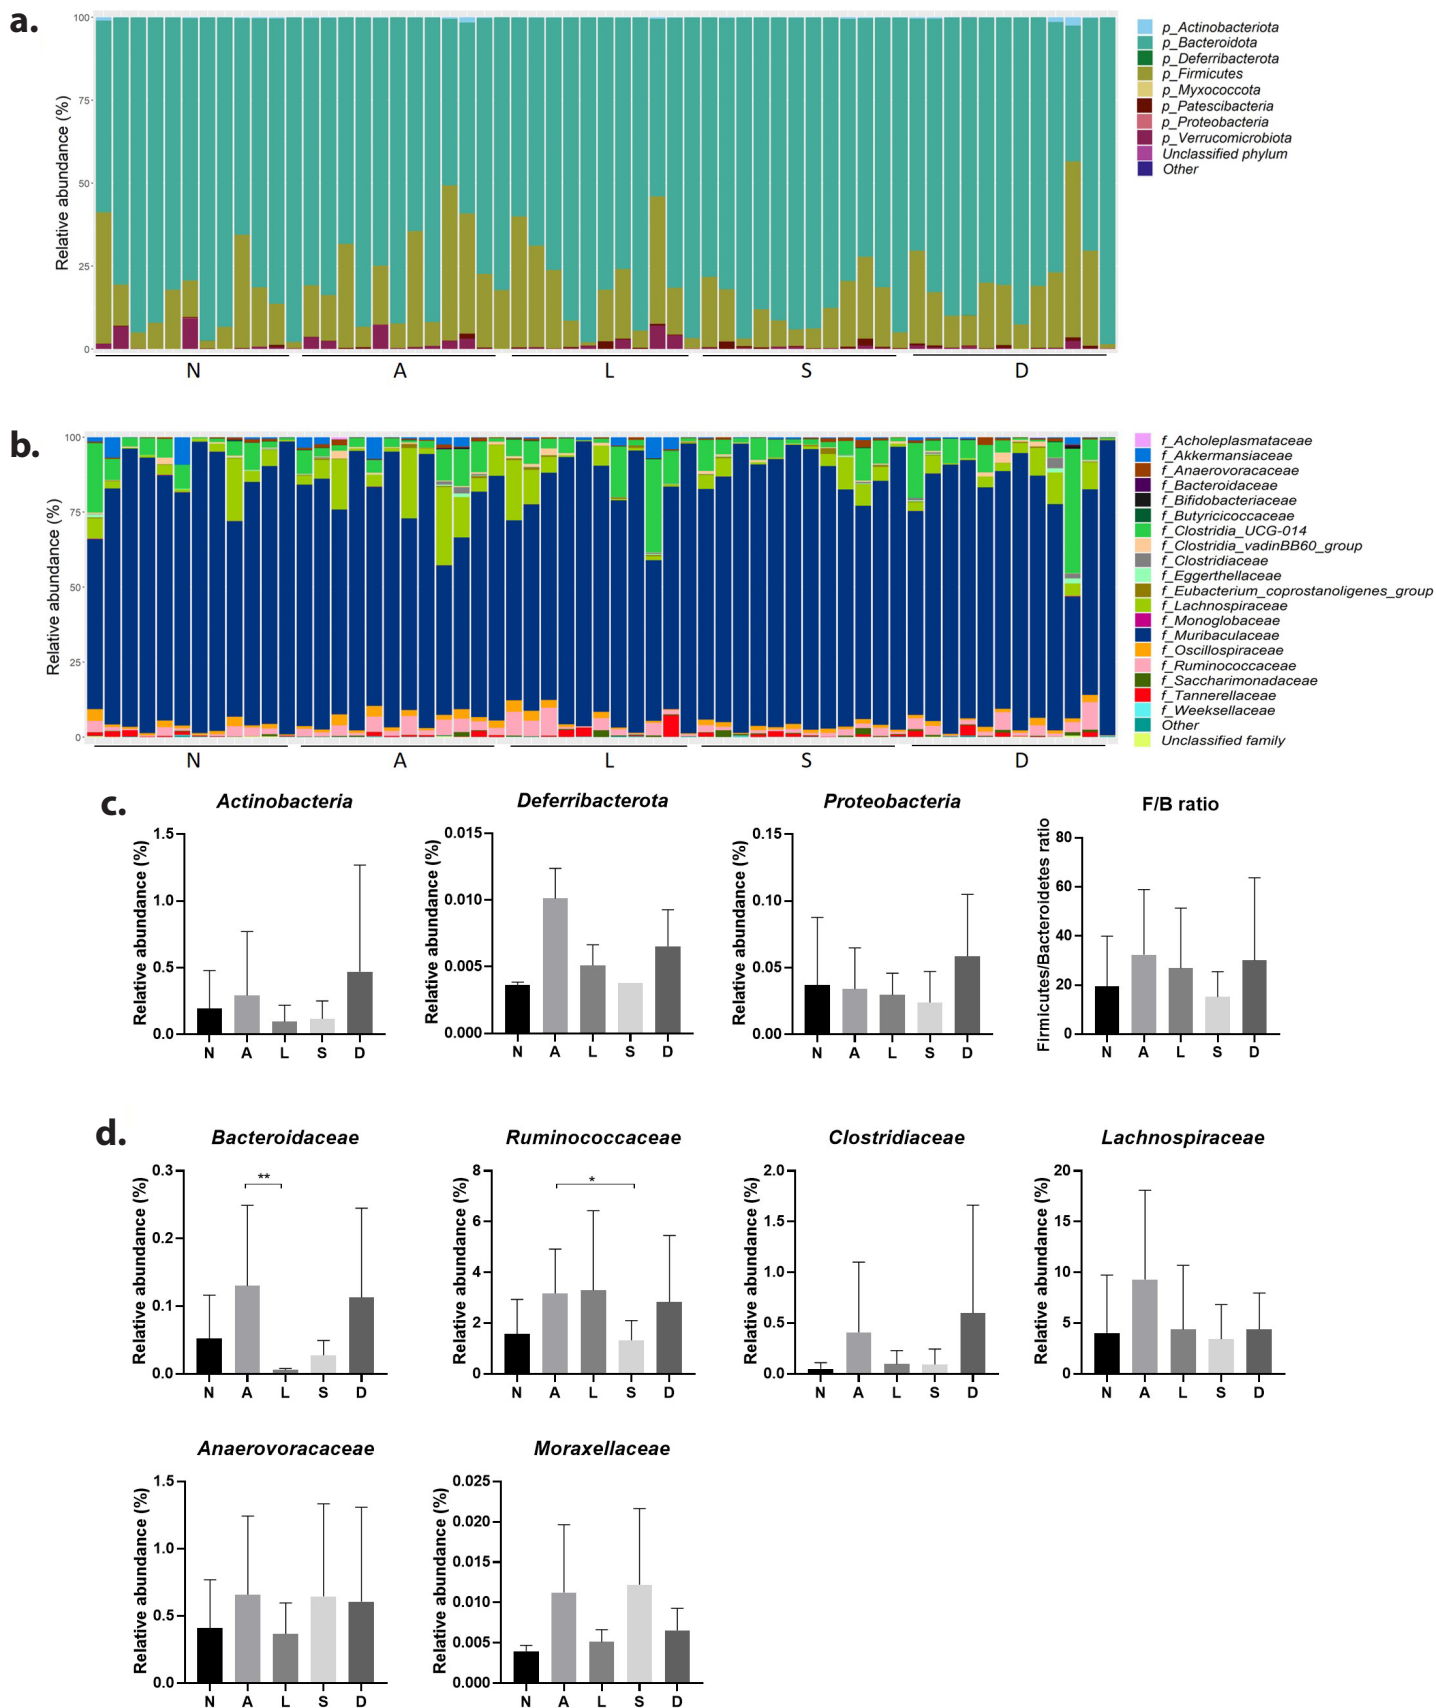 a.
100
75
50
25
0
Relative abundance (%)
N A L S D
p_Actinobacteriota
p_Bacteroidota
p_Deferribacterota
p_Firmicutes
p_Myxococcota
p_Patescibacteria
p_Proteobacteria
p_Verrucomicrobiota
Unclassified phylum
Other
b.
100
75
50
25
0
Relative abundance (%)
N A L S D
f_Acholeplasmataceae
f_Akkermansiaceae
f_Anaerovoracaceae
f_Bacteroidaceae
f_Bifidobacteriaceae
f_Butyricicoccaceae
f_Clostridia_UCG-014
f_Clostridia_vadinBB60_group
f_Clostridiaceae
f_Eggerthellaceae
f_Eubacterium_coprostanoligenes_group
f_Lachnospiraceae
f_Monoglobaceae
f_Muribaculaceae
f_Oscillospiraceae
f_Ruminococcaceae
f_Saccharimonadaceae
f_Tannerellaceae
f_Weeksellaceae
Other
Unclassified family
c.
Actinobacteria
Relative abundance (%)
1.5
1.0
0.5
0.0
N A L S D
Deferribacterota
Relative abundance (%)
0.015
0.010
0.005
0.000
N A L S D
Proteobacteria
Relative abundance (%)
0.15
0.10
0.05
0.00
N A L S D
F/B ratio
Firmicutes/Bacteroidetes ratio
80
60
40
20
0
N A L S D
d.
Bacteroidaceae
Relative abundance (%)
0.3
0.2
0.1
0.0
**
N A L S D
Ruminococcaceae
Relative abundance (%)
8
6
4
2
0
*
N A L S D
Clostridiaceae
Relative abundance (%)
2.0
1.5
1.0
0.5
0.0
N A L S D
Lachnospiraceae
Relative abundance (%)
20
15
10
5
0
N A L S D
Anaerovoracaceae
Relative abundance (%)
1.5
1.0
0.5
0.0
N A L S D
Moraxellaceae
Relative abundance (%)
0.025
0.020
0.015
0.010
0.005
0.000
N A L S D